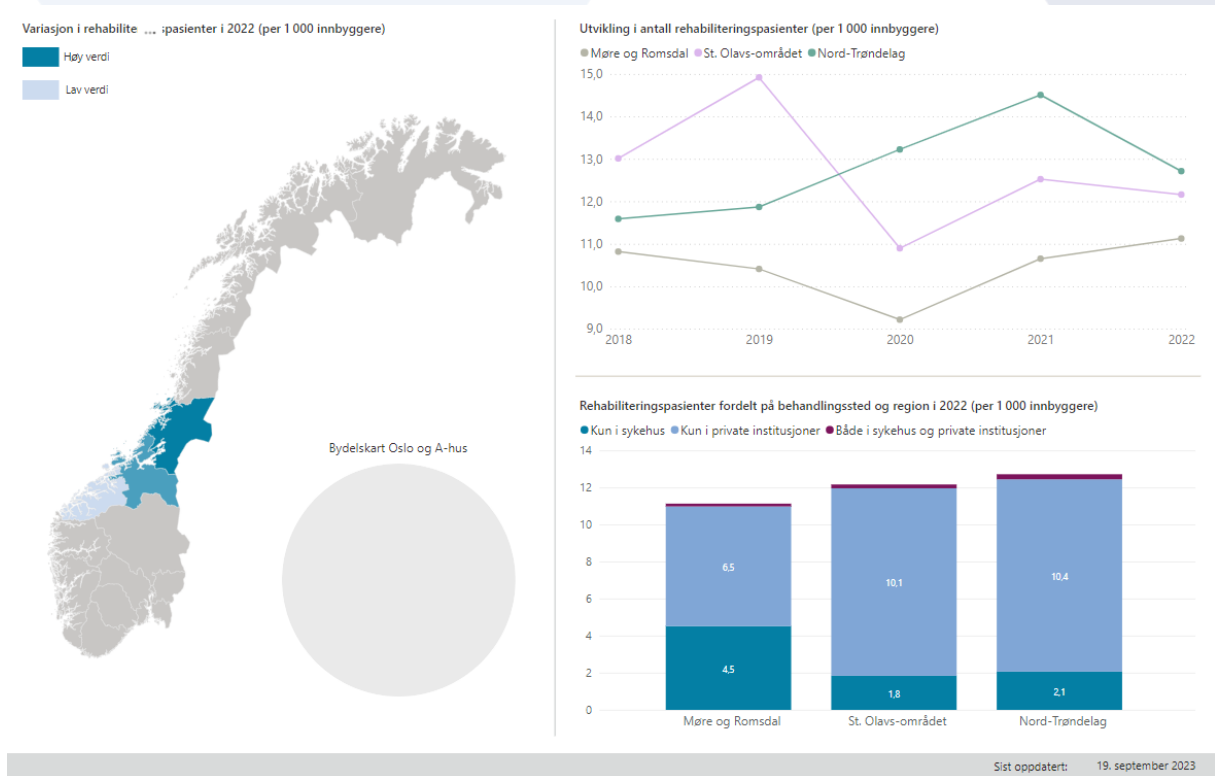 Variasjon i rehabilite ... :pasienter i 2022 (per 1 000 innbyggere)
Høy verdi
Lav verdi
Bydelskart Oslo og A-hus
Utvikling i antall rehabiliteringspasienter (per 1 000 innbyggere)
Møre og Romsdal St. Olavs-området Nord-Trøndelag
15,0
14,0
13,0
12,0
11,0
10,0
9,0
2018 2019 2020 2021 2022
Rehabiliteringspasienter fordelt på behandlingssted og region i 2022 (per 1 000 innbyggere)
Kun i sykehus Kun i private institusjoner Både i sykehus og private institusjoner
14
12
10
8
6
4
2
0
6,5 10,1 10,4
4,5 1,8 2,1
Møre og Romsdal St. Olavs-området Nord-Trøndelag
Sist oppdatert: 19. september 2023